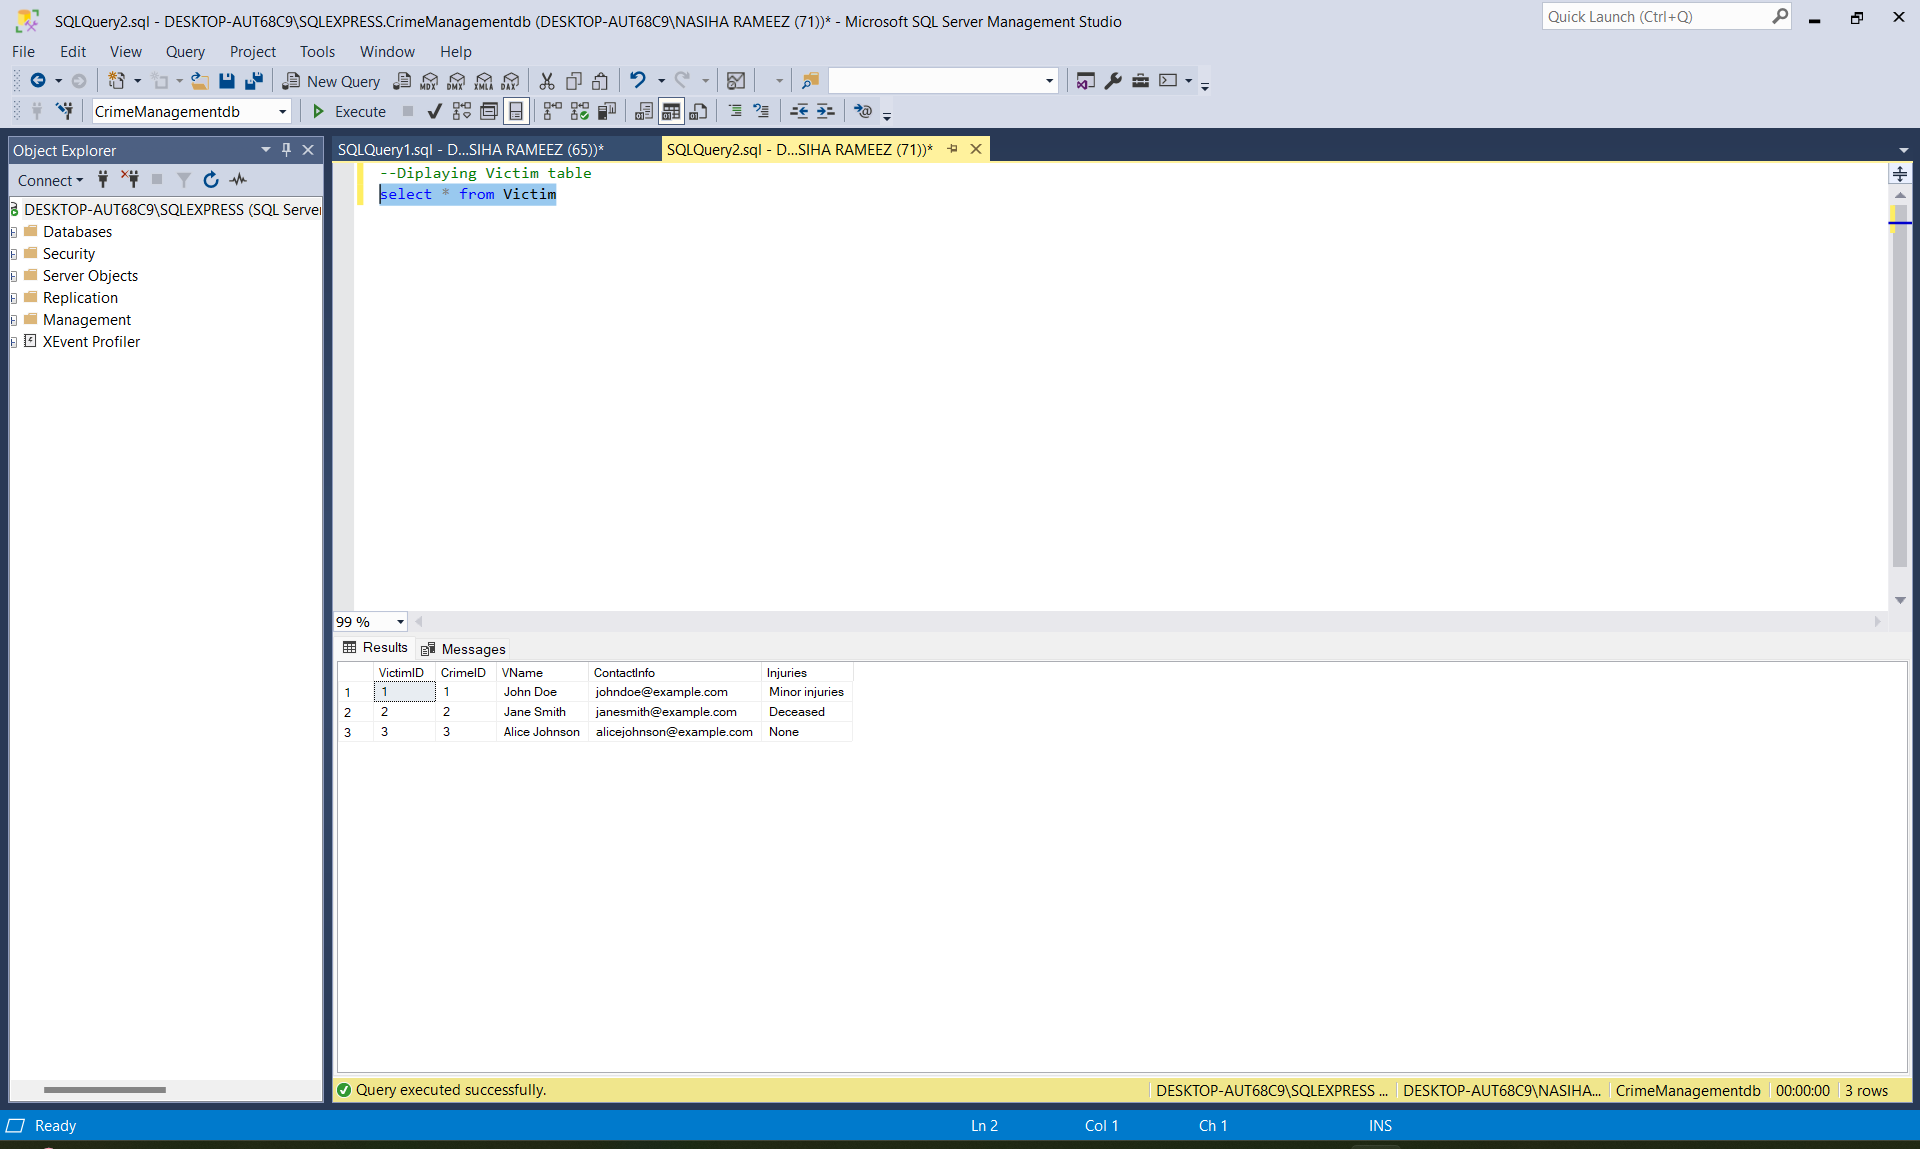 SQLQuery2.sql - DESKTOP-AUT68C9\SQLEXPRESS.CrimeManagementdb (DESKTOP-AUT68C9\NASIHA RAMEEZ (71))* - Microsoft SQL Server Management Studio
Quick Launch (Ctrl+Q)
File Edit View Query Project Tools Window Help
New Query MDX DMX XMLA DAX
CrimeManagementdb Execute
Object Explorer
SQLQuery1.sql - D...SIHA RAMEEZ (65))*
SQLQuery2.sql - D...SIHA RAMEEZ (71))*
Connect
DESKTOP-AUT68C9\SQLEXPRESS (SQL Server
Databases
Security
Server Objects
Replication
Management
XEvent Profiler
--Diplaying Victim table
select * from Victim
99 %
Results Messages
VictimID CrimeID VName ContactInfo Injuries
1 1 1 John Doe johndoe@example.com Minor injuries
2 2 2 Jane Smith janesmith@example.com Deceased
3 3 3 Alice Johnson alicejohnson@example.com None
Query executed successfully. DESKTOP-AUT68C9\SQLEXPRESS ... DESKTOP-AUT68C9\NASIHA... CrimeManagementdb 00:00:00 3 rows
Ready Ln 2 Col 1 Ch 1 INS